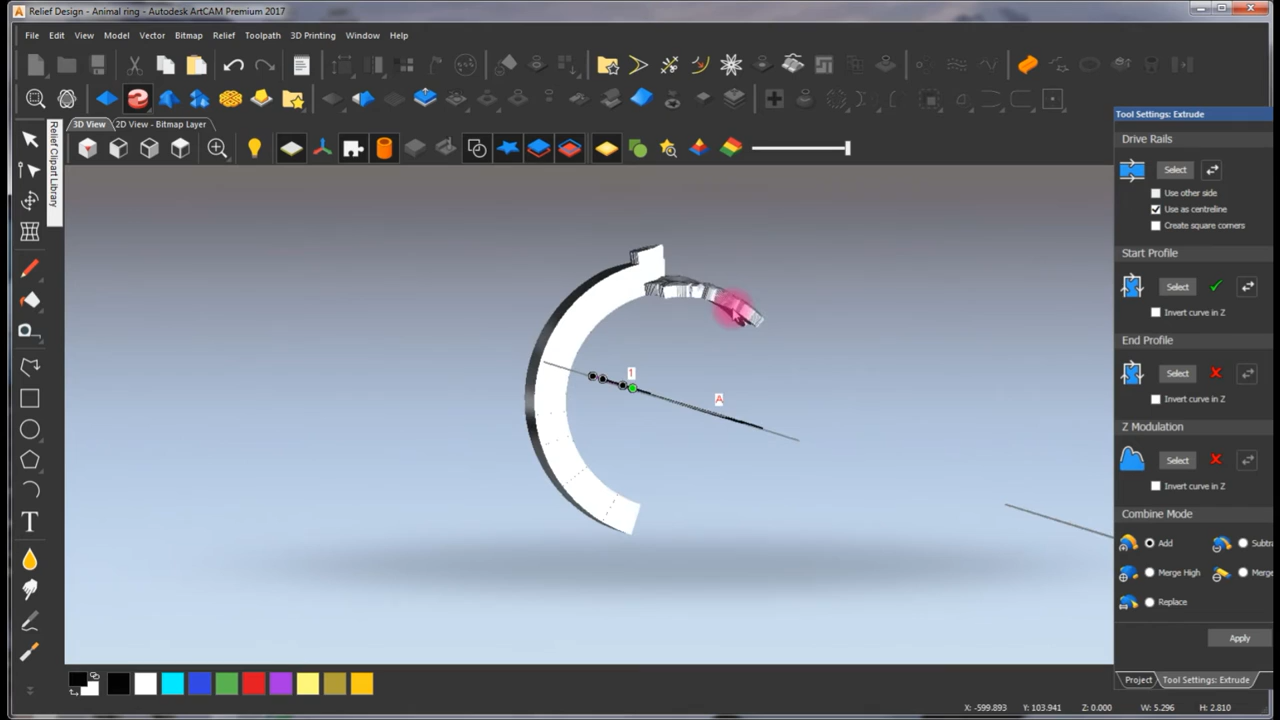 Relief Design - Animal ring - Autodesk ArtCAM Premium 2017
File Edit View Model Vector Bitmap Relief Toolpath 3D Printing Window Help
3D View 2D View - Bitmap Layer
Relief Clipart Library
1
A
Tool Settings: Extrude
Drive Rails
Select
Use other side
Use as centreline
Create square corners
Start Profile
Select
Invert curve in Z
End Profile
Select
Invert curve in Z
Z Modulation
Select
Invert curve in Z
Combine Mode
Add Subtra
Merge High Merge
Replace
Apply
Project Tool Settings: Extrude
X: -599.893 Y: 103.941 Z: 0.000 W: 5.296 H: 2.810